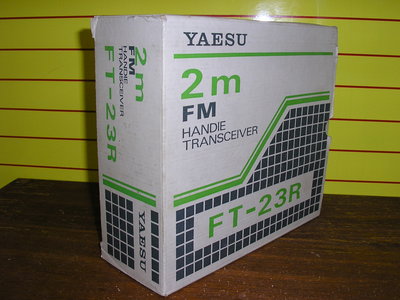 YAESU
2m
FM
HANDIE
TRANSCEIVER
FT-23R
2m
FM
HANDIE
TRANSCEIVER
FT-23R
YAESU